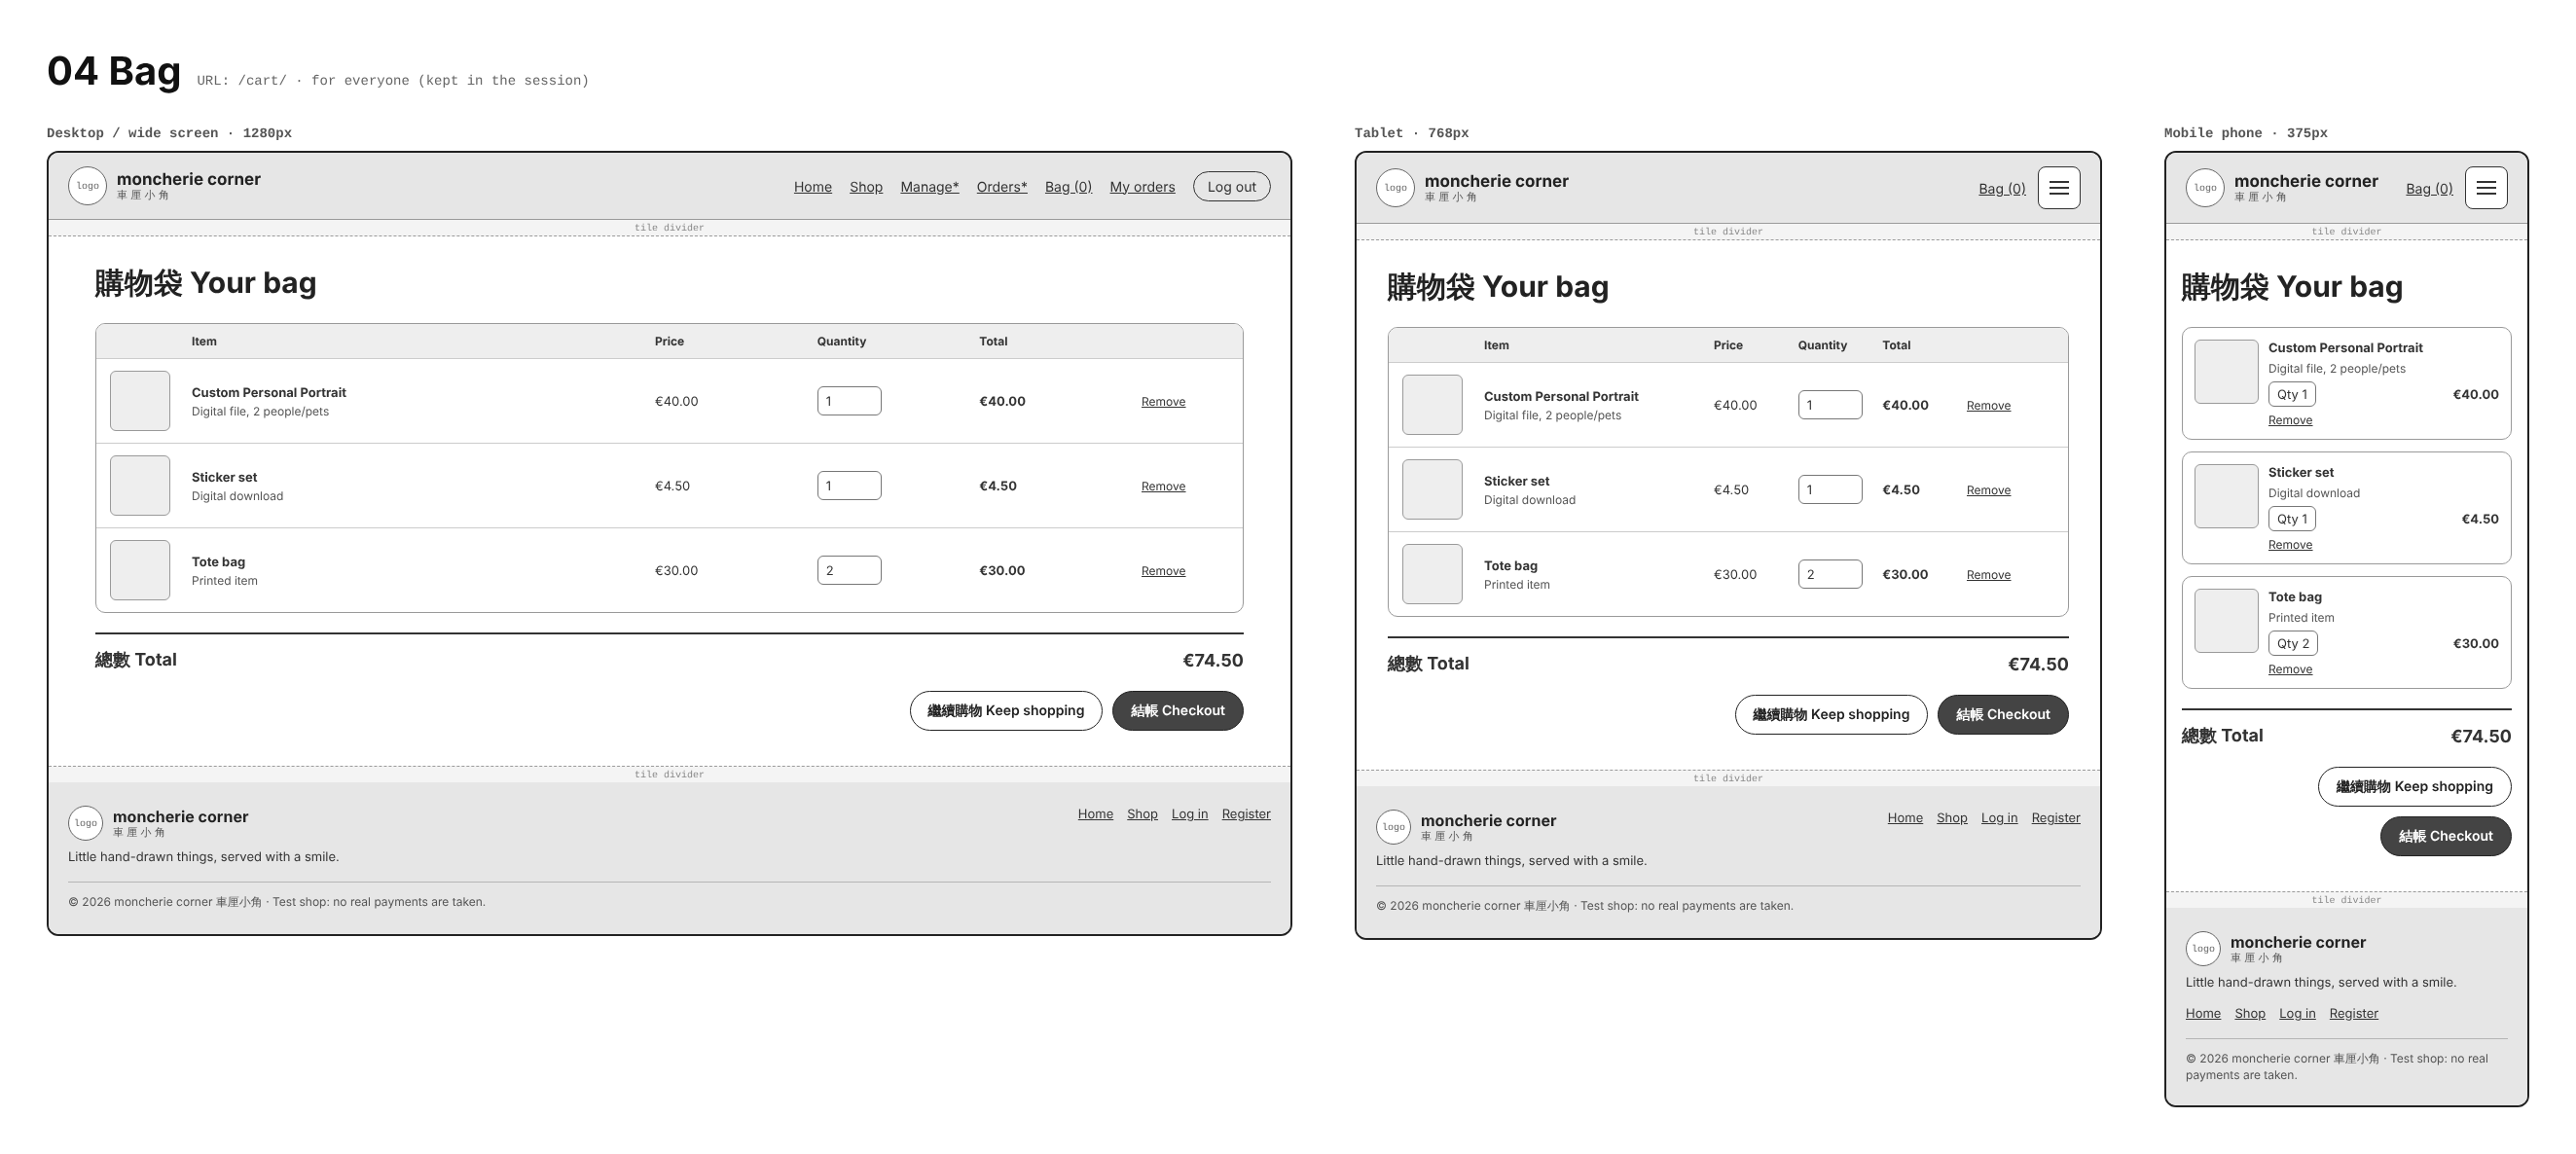 04 Bag URL: /cart/ · for everyone (kept in the session)
Desktop / wide screen · 1280px
logo
moncherie corner
車厘小角
Home Shop Manage* Orders* Bag (0) My orders Log out
tile divider
購物袋 Your bag
Item Price Quantity Total
Custom Personal Portrait
Digital file, 2 people/pets
€40.00 1 €40.00 Remove
Sticker set
Digital download
€4.50 1 €4.50 Remove
Tote bag
Printed item
€30.00 2 €30.00 Remove
總數 Total €74.50
繼續購物 Keep shopping 結帳 Checkout
tile divider
logo
moncherie corner
車厘小角
Home Shop Log in Register
Little hand-drawn things, served with a smile.
© 2026 moncherie corner 車厘小角 · Test shop: no real payments are taken.
Tablet · 768px
logo
moncherie corner
車厘小角
Bag (0)
tile divider
購物袋 Your bag
Item Price Quantity Total
Custom Personal Portrait
Digital file, 2 people/pets
€40.00 1 €40.00 Remove
Sticker set
Digital download
€4.50 1 €4.50 Remove
Tote bag
Printed item
€30.00 2 €30.00 Remove
總數 Total €74.50
繼續購物 Keep shopping 結帳 Checkout
tile divider
logo
moncherie corner
車厘小角
Home Shop Log in Register
Little hand-drawn things, served with a smile.
© 2026 moncherie corner 車厘小角 · Test shop: no real payments are taken.
Mobile phone · 375px
logo
moncherie corner
車厘小角
Bag (0)
tile divider
購物袋 Your bag
Custom Personal Portrait
Digital file, 2 people/pets
Qty 1 €40.00
Remove
Sticker set
Digital download
Qty 1 €4.50
Remove
Tote bag
Printed item
Qty 2 €30.00
Remove
總數 Total €74.50
繼續購物 Keep shopping
結帳 Checkout
tile divider
logo
moncherie corner
車厘小角
Little hand-drawn things, served with a smile.
Home Shop Log in Register
© 2026 moncherie corner 車厘小角 · Test shop: no real
payments are taken.